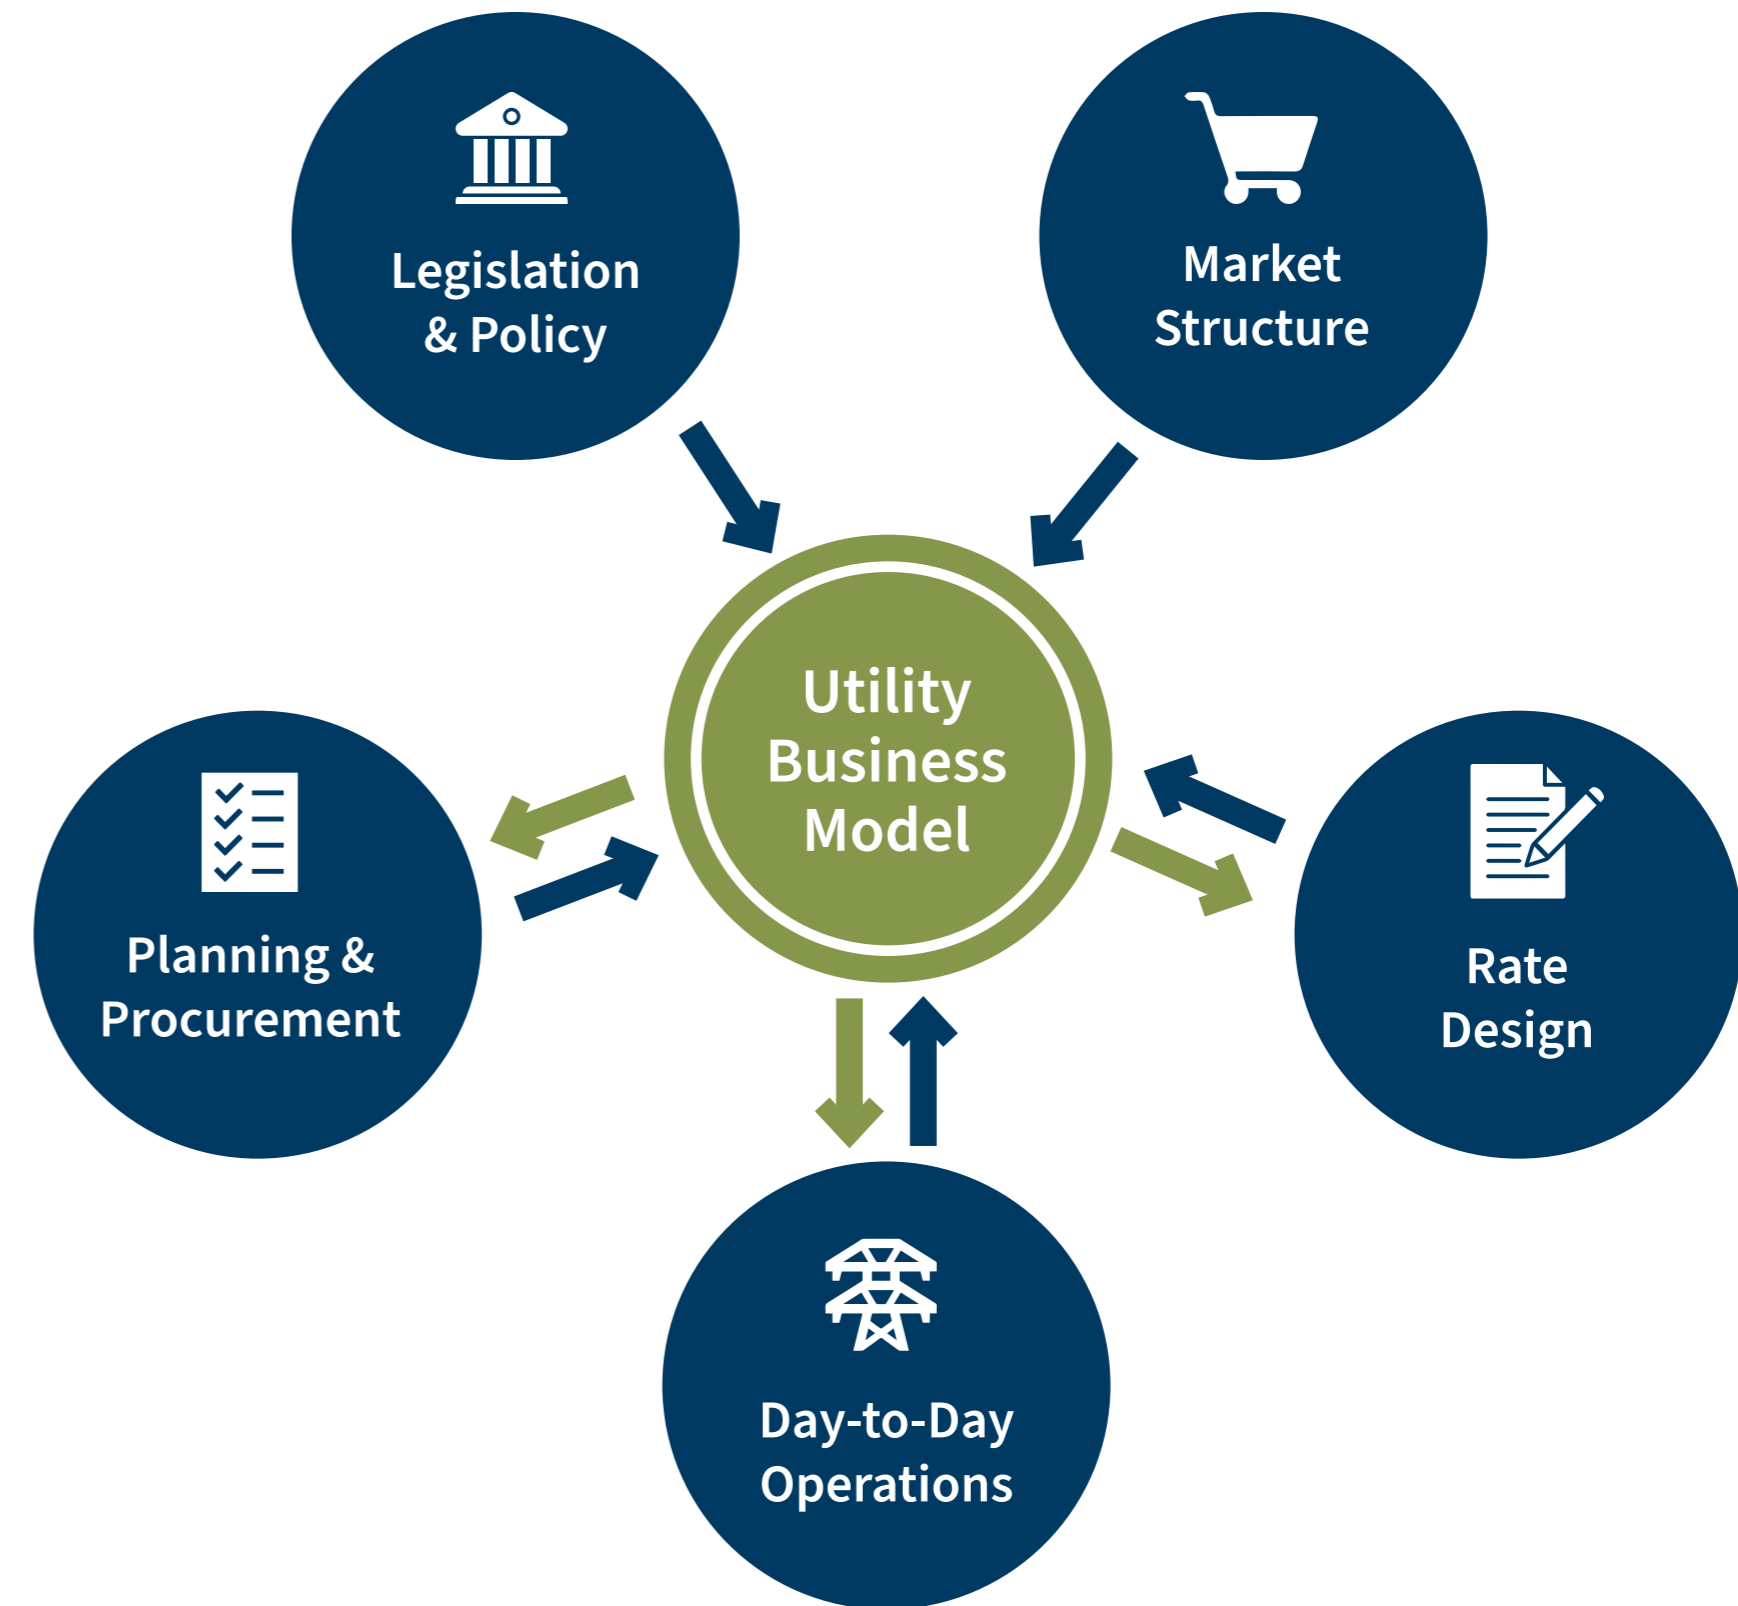 Legislation
& Policy
Market
Structure
Utility
Business
Model
Planning &
Procurement
Rate
Design
Day-to-Day
Operations